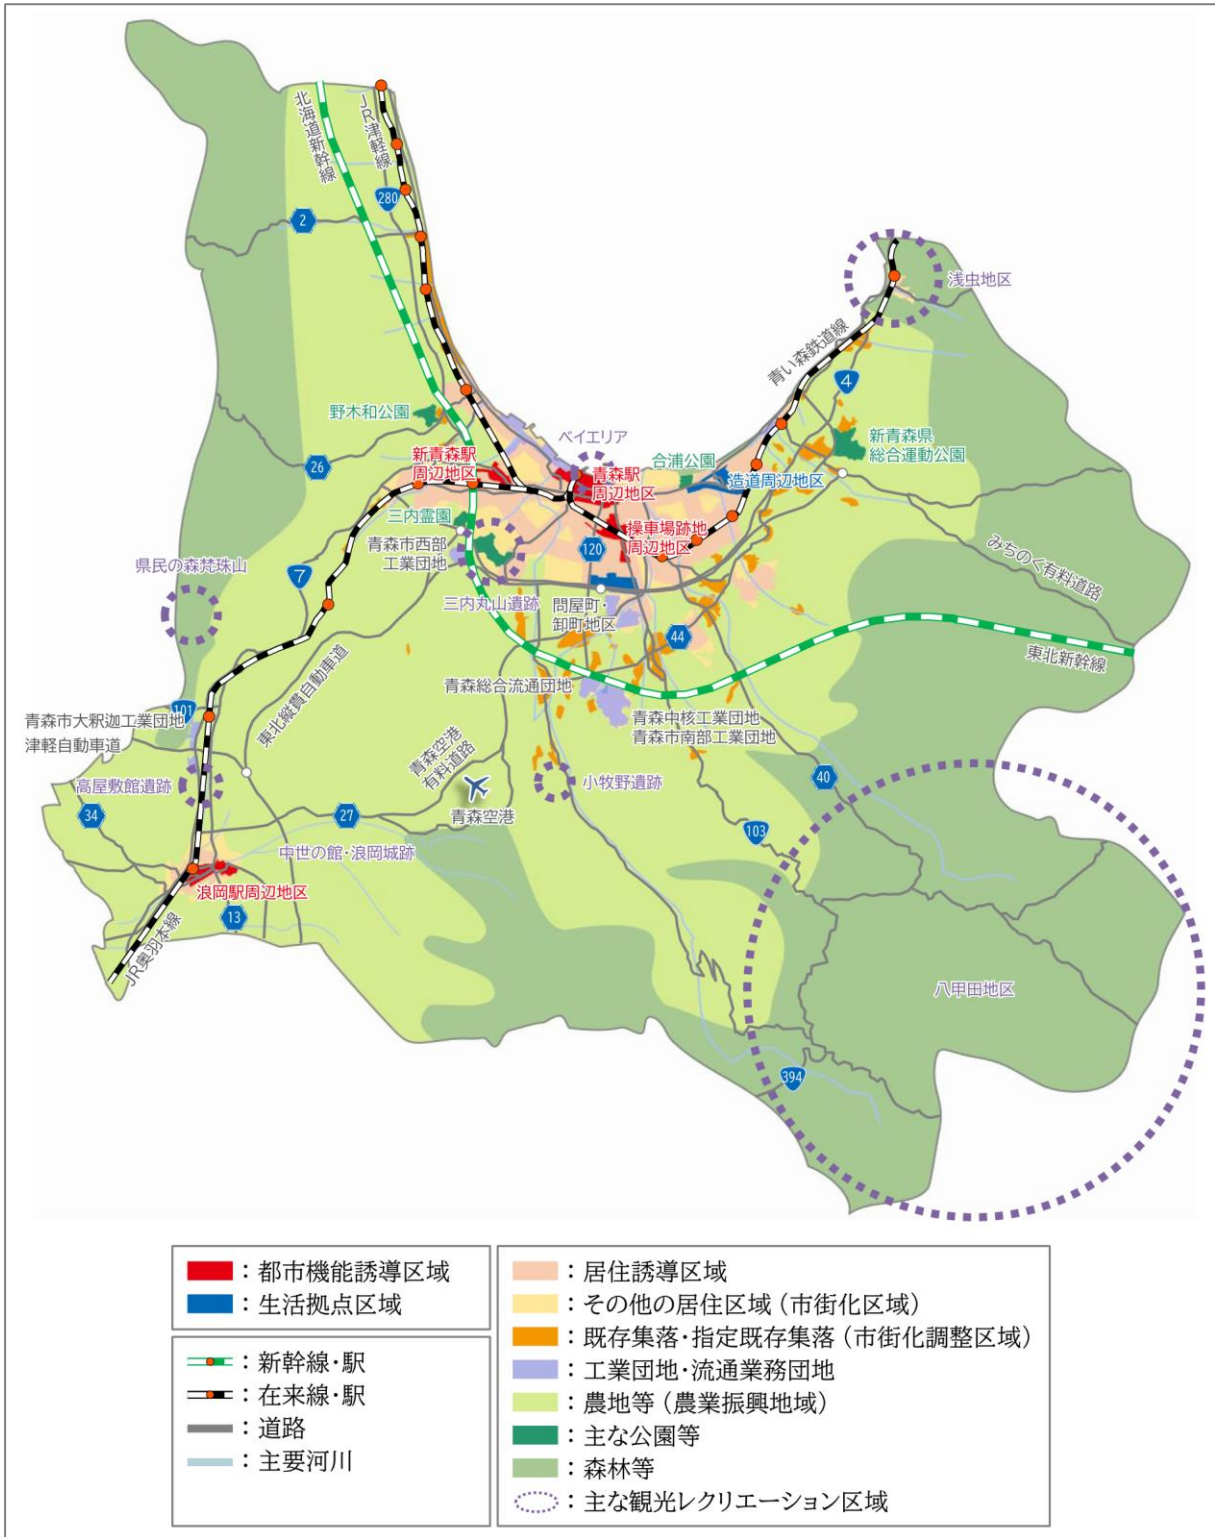 北海道新幹線
JR津軽線
280
2
浅虫地区
青い森鉄道線
4
野木和公園
ベイエリア
新青森県
総合運動公園
新青森駅
周辺地区
合浦公園
青森駅
周辺地区
造道周辺地区
26
三内霊園
操車場跡地
周辺地区
青森市西部
工業団地
120
みちのく有料道路
県民の森梵珠山
7
三内丸山遺跡
問屋町・
卸町地区
44
東北新幹線
青森総合流通団地
101
青森市大釈迦工業団地
津軽自動車道
東北縦貫自動車道
青森中核工業団地
青森市南部工業団地
青森空港
有料道路
高屋敷館遺跡
小牧野遺跡
40
34
27
青森空港
103
中世の館・浪岡城跡
浪岡駅周辺地区
13
JR奥羽本線
八甲田地区
394
：都市機能誘導区域
：生活拠点区域
：新幹線・駅
：在来線・駅
：道路
：主要河川
：居住誘導区域
：その他の居住区域（市街化区域）
：既存集落・指定既存集落（市街化調整区域）
：工業団地・流通業務団地
：農地等（農業振興地域）
：主な公園等
：森林等
：主な観光レクリエーション区域